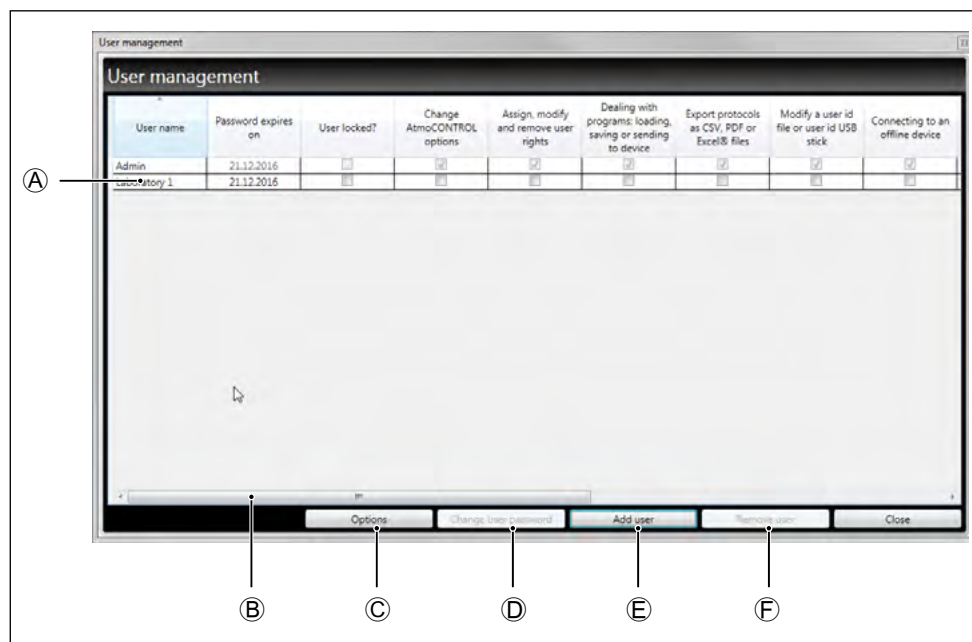 User management
User management
User name
Password expires
on
User locked?
Change
AtmoCONTROL
options
Assign, modify
and remove user
rights
Dealing with
programs: loading,
saving or sending
to device
Export protocols
as CSV, PDF or
Excel® files
Modify a user id
file or user id USB
stick
Connecting to an
offline device
Admin 21.12.2016
A Laboratory 1 21.12.2016
Options Change User password Add user Remove user Close
B C D E F